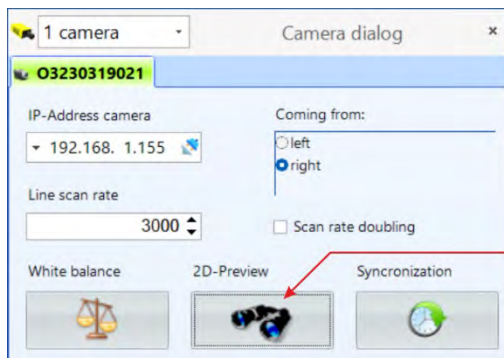 1 camera
Camera dialog
×
O3230319021
IP-Address camera
Coming from:
192.168. 1.155
left
right
Line scan rate
3000
Scan rate doubling
White balance
2D-Preview
Syncronization